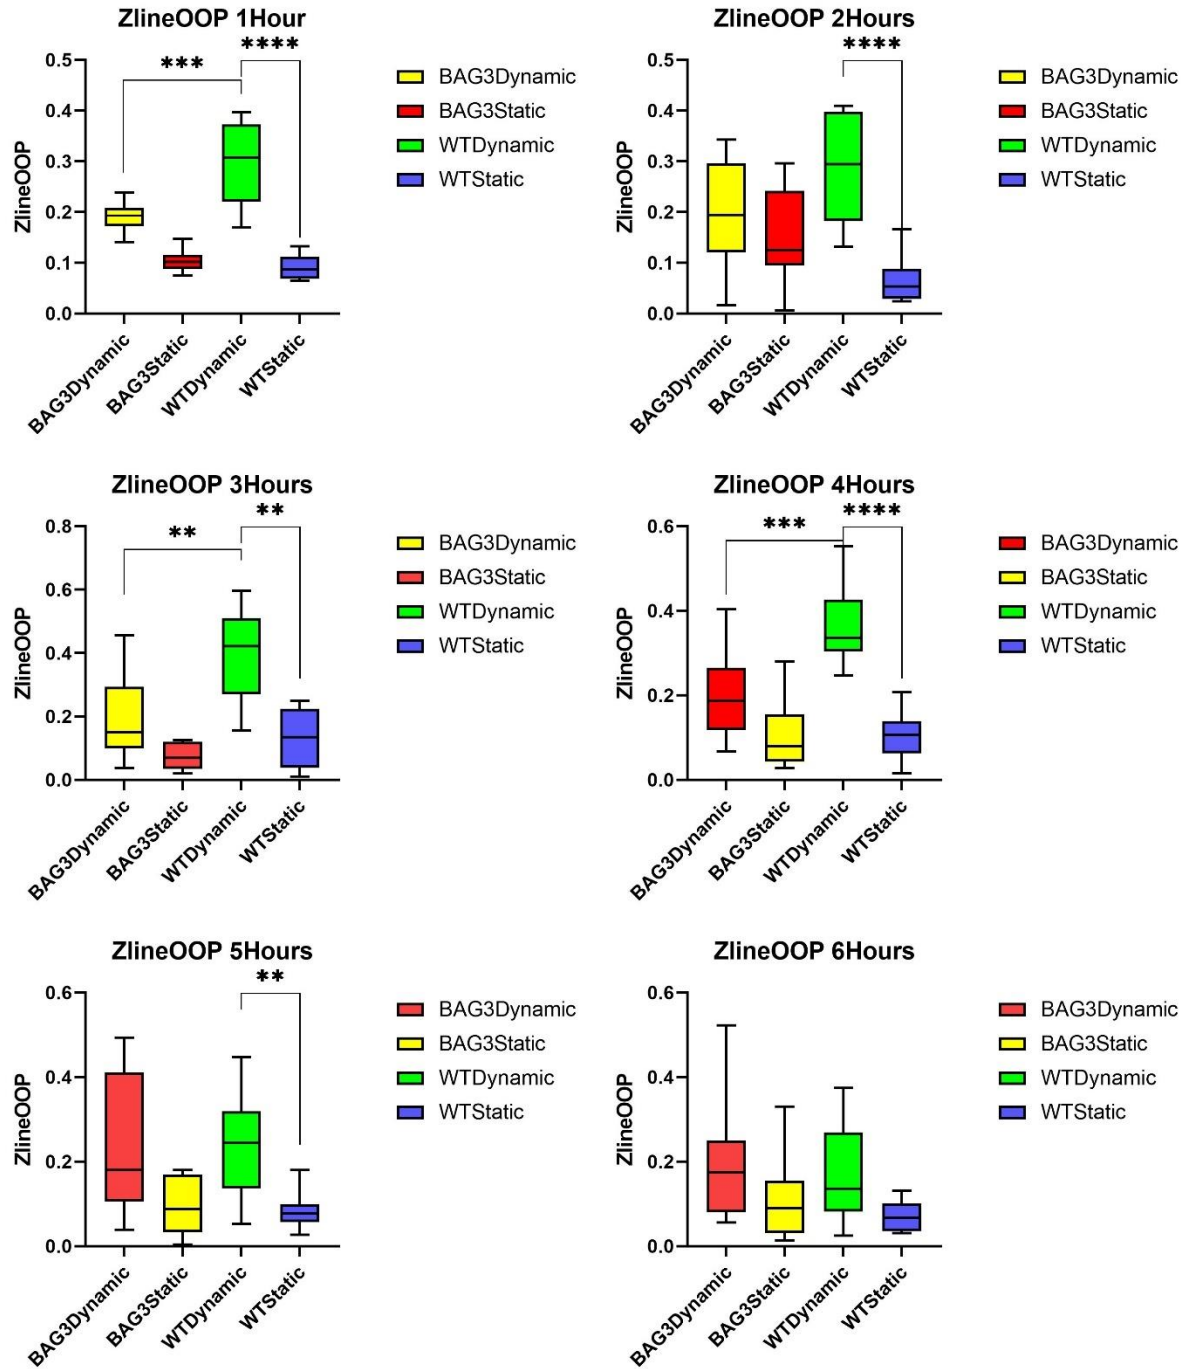 ZlineOOP 1Hour
*** ****
ZlineOOP
0.5
0.4
0.3
0.2
0.1
0.0
BAG3Dynamic
BAG3Static
WTDynamic
WTStatic
BAG3Dynamic
BAG3Static
WTDynamic
WTStatic
ZlineOOP 2Hours
****
ZlineOOP
0.5
0.4
0.3
0.2
0.1
0.0
BAG3Dynamic
BAG3Static
WTDynamic
WTStatic
BAG3Dynamic
BAG3Static
WTDynamic
WTStatic
ZlineOOP 3Hours
** **
ZlineOOP
0.8
0.6
0.4
0.2
0.0
BAG3Dynamic
BAG3Static
WTDynamic
WTStatic
BAG3Dynamic
BAG3Static
WTDynamic
WTStatic
ZlineOOP 4Hours
*** ****
ZlineOOP
0.6
0.4
0.2
0.0
BAG3Dynamic
BAG3Static
WTDynamic
WTStatic
BAG3Dynamic
BAG3Static
WTDynamic
WTStatic
ZlineOOP 5Hours
**
ZlineOOP
0.6
0.4
0.2
0.0
BAG3Dynamic
BAG3Static
WTDynamic
WTStatic
BAG3Dynamic
BAG3Static
WTDynamic
WTStatic
ZlineOOP 6Hours
ZlineOOP
0.6
0.4
0.2
0.0
BAG3Dynamic
BAG3Static
WTDynamic
WTStatic
BAG3Dynamic
BAG3Static
WTDynamic
WTStatic